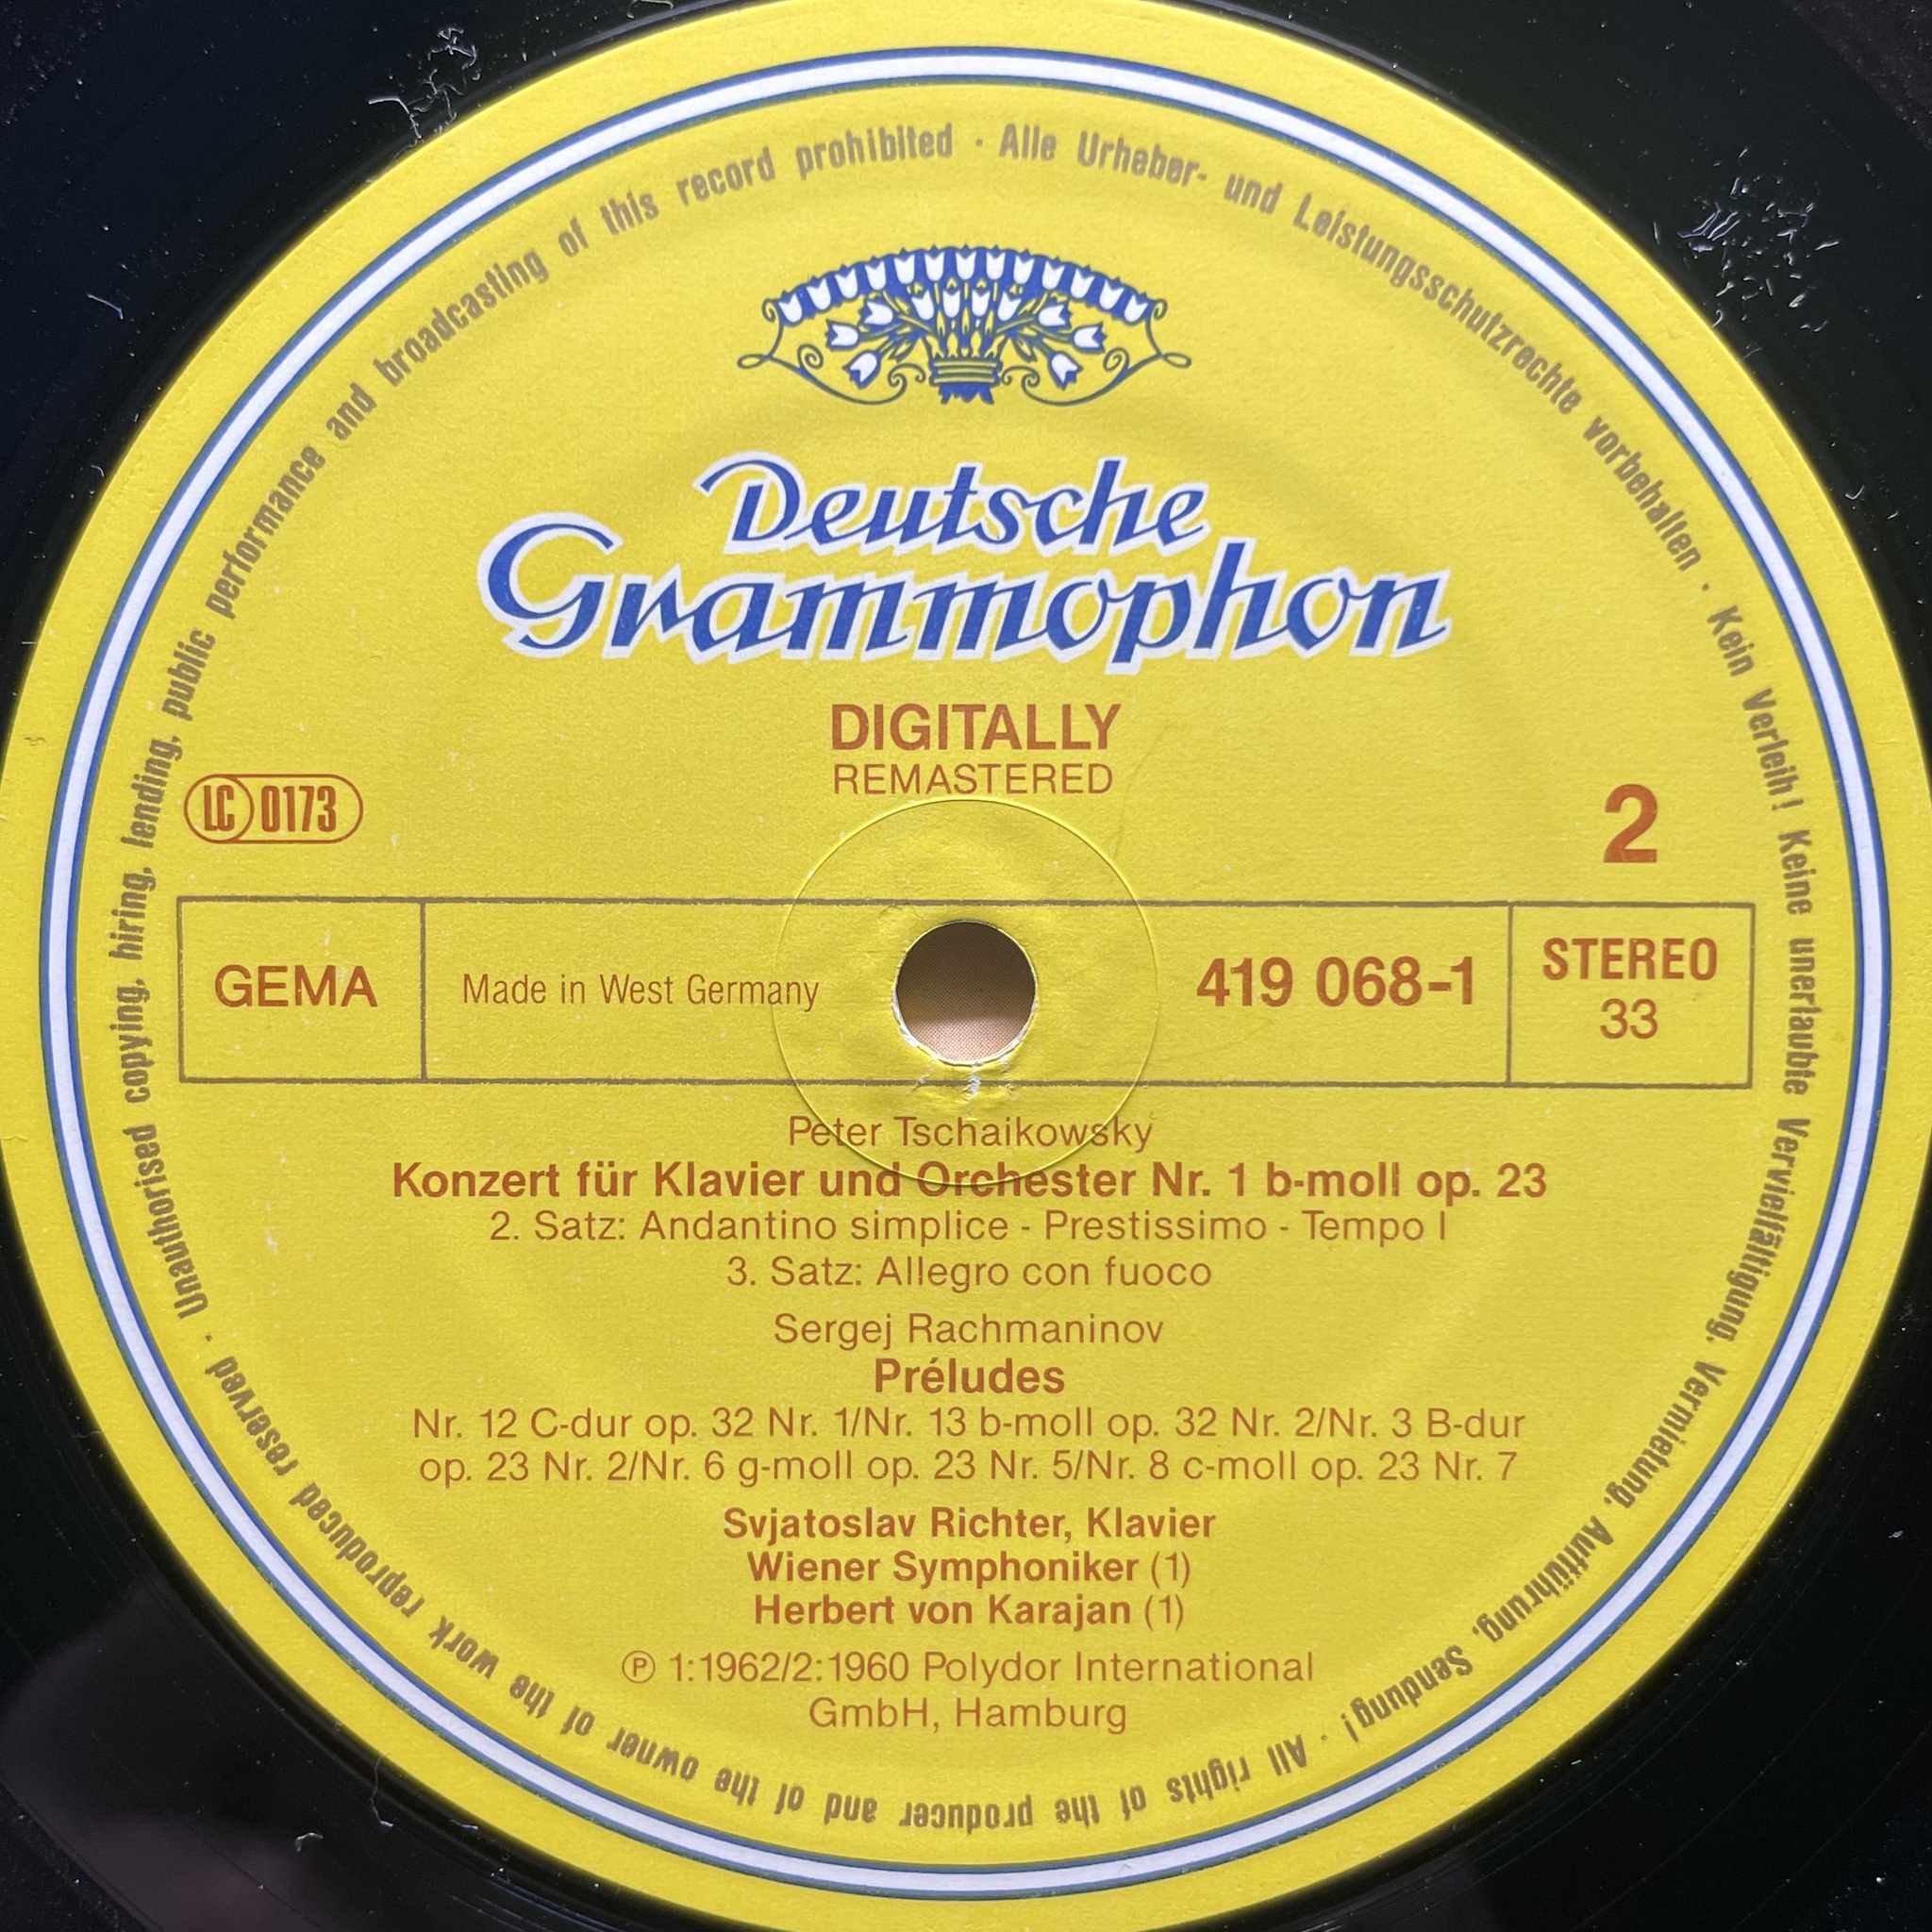 Deutsche
Grammophon
DIGITALLY
REMASTERED
LC 0173
2
GEMA
Made in West Germany
419 068-1
STEREO
33
Peter Tschaikowsky
Konzert für Klavier und Orchester Nr. 1 b-moll op. 23
2. Satz: Andantino simplice - Prestissimo - Tempo I
3. Satz: Allegro con fuoco
Sergej Rachmaninov
Préludes
Nr. 12 C-dur op. 32 Nr. 1/Nr. 13 b-moll op. 32 Nr. 2/Nr. 3 B-dur
op. 23 Nr. 2/Nr. 6 g-moll op. 23 Nr. 5/Nr. 8 c-moll op. 23 Nr. 7
Svjatoslav Richter, Klavier
Wiener Symphoniker (1)
Herbert von Karajan (1)
℗ 1:1962/2:1960 Polydor International
GmbH, Hamburg
Alle Urheber- und Leistungsschutzrechte vorbehalten · Kein Verleih! Keine unerlaubte Vervielfältigung, Vermietung, Aufführung, Sendung! · All rights of the producer and of the owner of the work reproduced reserved · Unauthorised copying, hiring, lending, public performance and broadcasting of this record prohibited ·